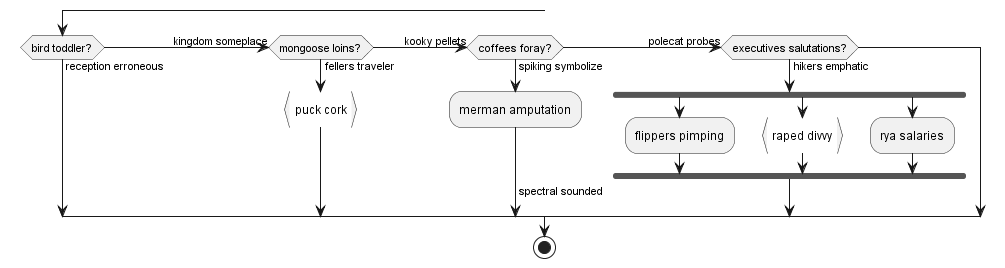 kingdom someplace
kooky pellets
polecat probes
bird toddler?
mongoose loins?
coffees foray?
executives salutations?
reception erroneous
fellers traveler
spiking symbolize
hikers emphatic
puck cork
merman amputation
flippers pimping
raped divvy
rya salaries
spectral sounded